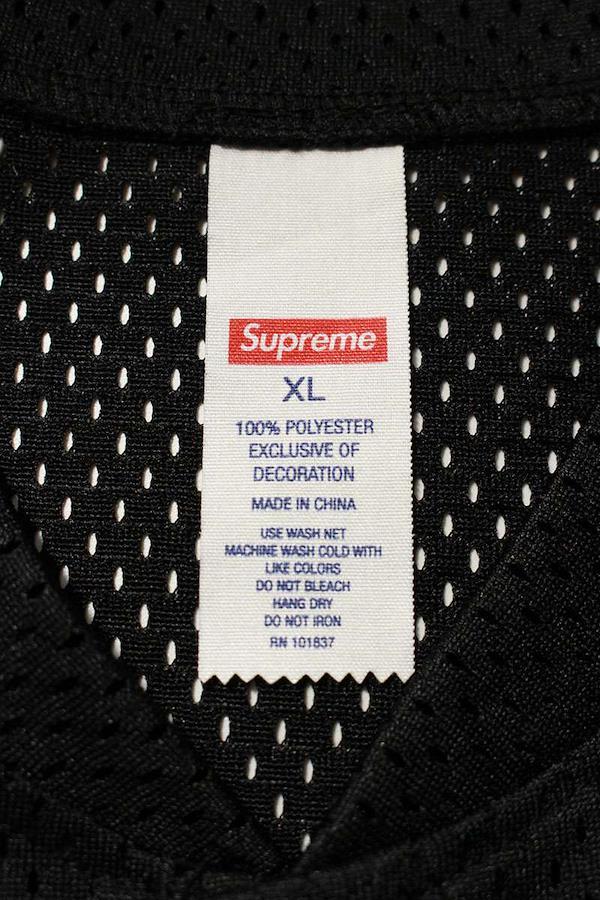 Supreme
XL
100% POLYESTER
EXCLUSIVE OF
DECORATION
MADE IN CHINA
USE WASH NET
MACHINE WASH COLD WITH
LIKE COLORS
DO NOT BLEACH
HANG DRY
DO NOT IRON
RN 101837